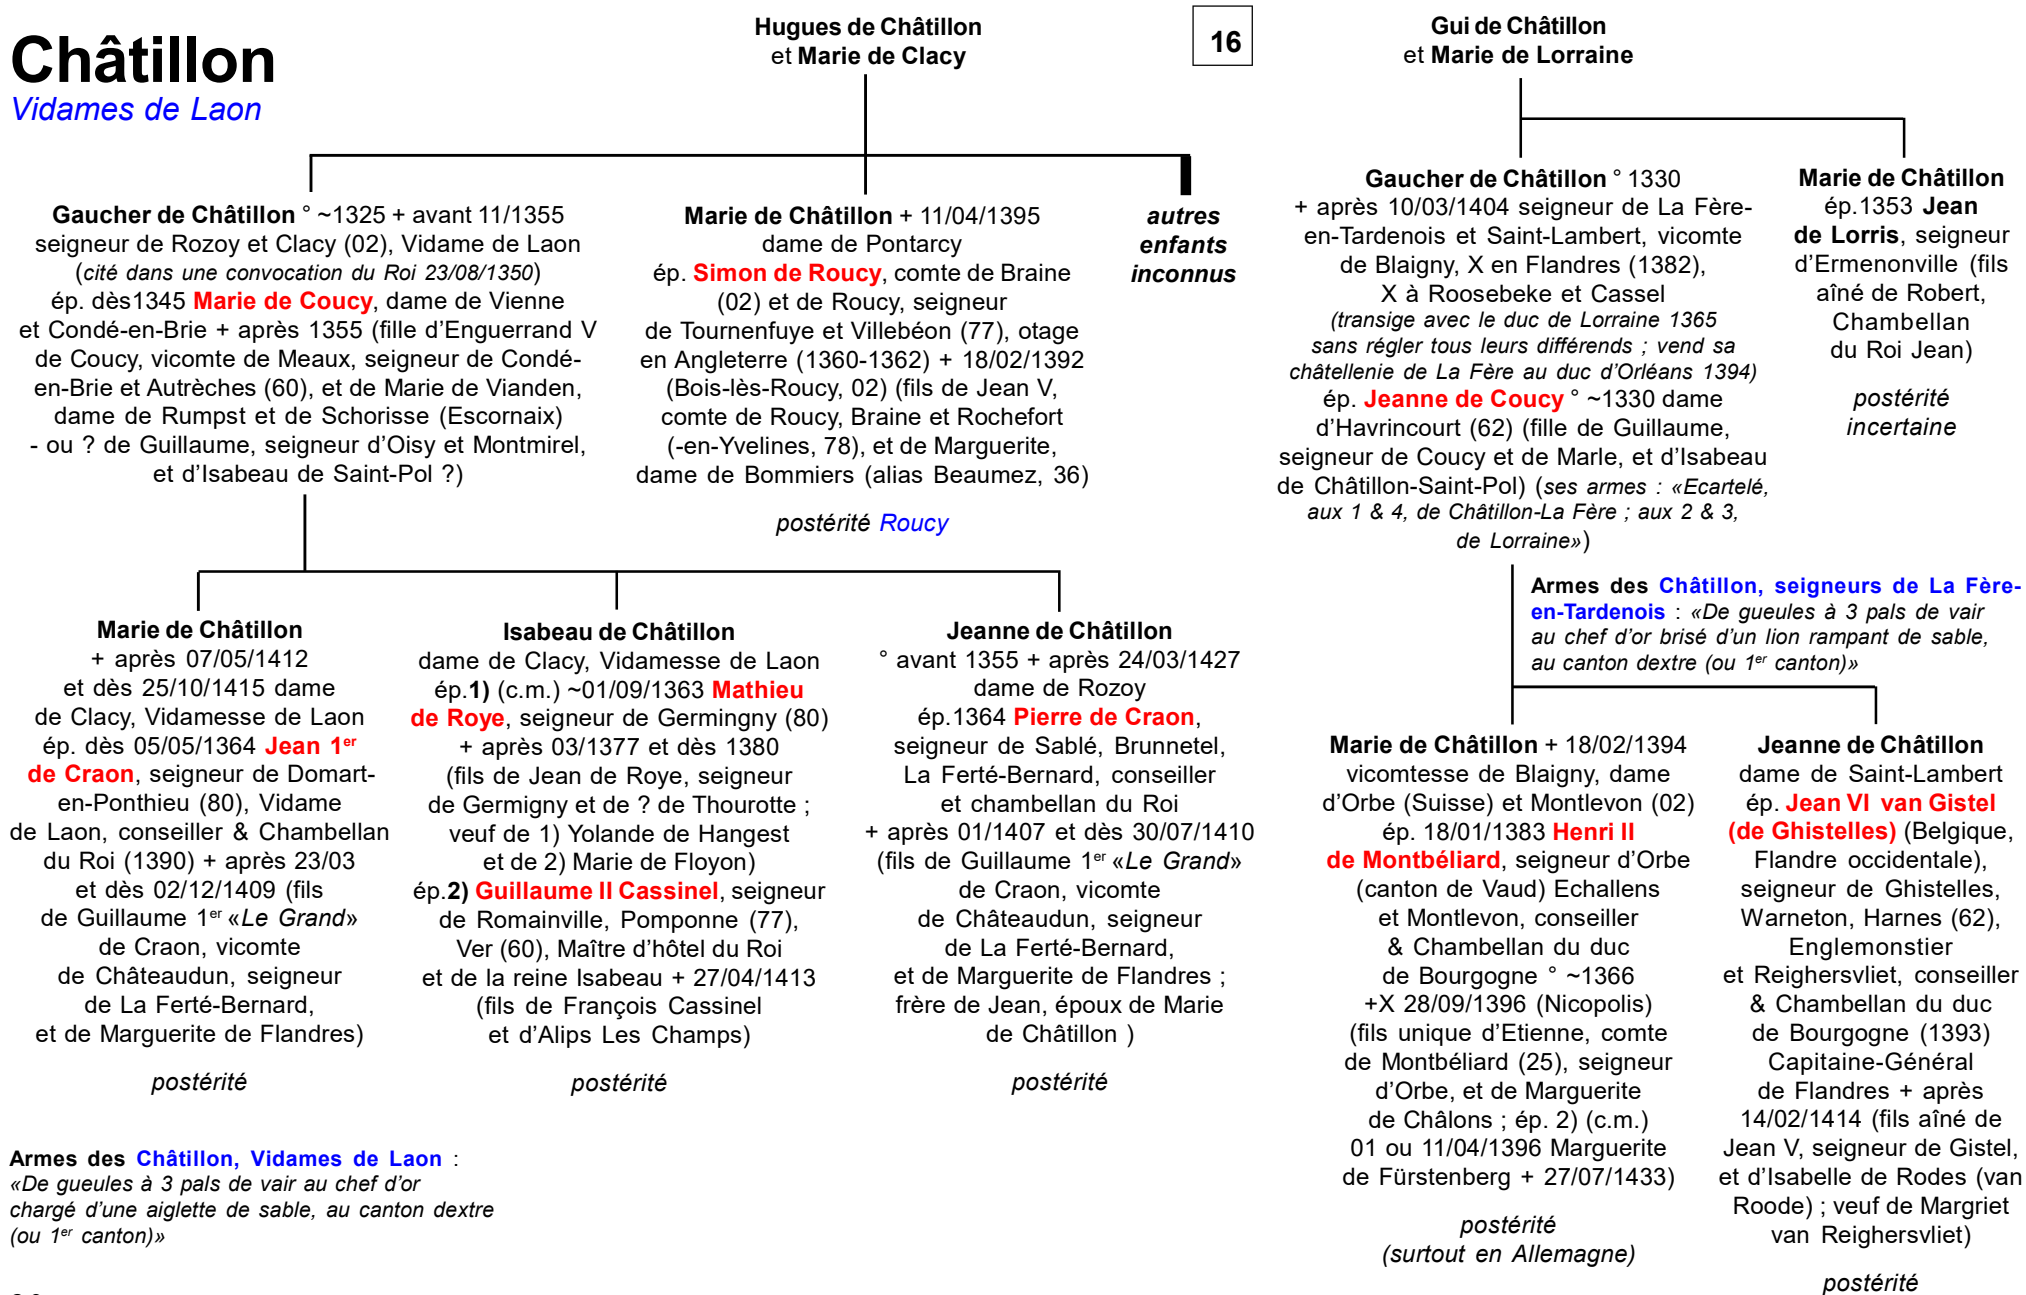 Châtillon
Vidames de Laon
Hugues de Châtillon
et Marie de Clacy
16
Gui de Châtillon
et Marie de Lorraine
Gaucher de Châtillon ° ~1325 + avant 11/1355
seigneur de Rozoy et Clacy (02), Vidame de Laon
(cité dans une convocation du Roi 23/08/1350)
ép. dès1345 Marie de Coucy, dame de Vienne
et Condé-en-Brie + après 1355 (fille d'Enguerrand V
de Coucy, vicomte de Meaux, seigneur de Condé-
en-Brie et Autrèches (60), et de Marie de Vianden,
dame de Rumpst et de Schorisse (Escornaix)
- ou ? de Guillaume, seigneur d'Oisy et Montmirel,
et d'Isabeau de Saint-Pol ?)
Marie de Châtillon + 11/04/1395
dame de Pontarcy
ép. Simon de Roucy, comte de Braine
(02) et de Roucy, seigneur
de Tournenfuye et Villebéon (77), otage
en Angleterre (1360-1362) + 18/02/1392
(Bois-lès-Roucy, 02) (fils de Jean V,
comte de Roucy, Braine et Rochefort
(-en-Yvelines, 78), et de Marguerite,
dame de Bommiers (alias Beaumez, 36)
postérité Roucy
autres
enfants
inconnus
Gaucher de Châtillon ° 1330
+ après 10/03/1404 seigneur de La Fère-
en-Tardenois et Saint-Lambert, vicomte
de Blaigny, X en Flandres (1382),
X à Roosebeke et Cassel
(transige avec le duc de Lorraine 1365
sans régler tous leurs différends ; vend sa
châtellenie de La Fère au duc d'Orléans 1394)
ép. Jeanne de Coucy ° ~1330 dame
d'Havrincourt (62) (fille de Guillaume,
seigneur de Coucy et de Marle, et d'Isabeau
de Châtillon-Saint-Pol) (ses armes : «Ecartelé,
aux 1 & 4, de Châtillon-La Fère ; aux 2 & 3,
de Lorraine»)
Marie de Châtillon
ép.1353 Jean
de Lorris, seigneur
d'Ermenonville (fils
aîné de Robert,
Chambellan
du Roi Jean)
postérité
incertaine
Armes des Châtillon, seigneurs de La Fère-
en-Tardenois : «De gueules à 3 pals de vair
au chef d'or brisé d'un lion rampant de sable,
au canton dextre (ou 1er canton)»
Marie de Châtillon
+ après 07/05/1412
et dès 25/10/1415 dame
de Clacy, Vidamesse de Laon
ép. dès 05/05/1364 Jean 1er
de Craon, seigneur de Domart-
en-Ponthieu (80), Vidame
de Laon, conseiller & Chambellan
du Roi (1390) + après 23/03
et dès 02/12/1409 (fils
de Guillaume 1er «Le Grand»
de Craon, vicomte
de Châteaudun, seigneur
de La Ferté-Bernard,
et de Marguerite de Flandres)
postérité
Isabeau de Châtillon
dame de Clacy, Vidamesse de Laon
ép.1) (c.m.) ~01/09/1363 Mathieu
de Roye, seigneur de Germingny (80)
+ après 03/1377 et dès 1380
(fils de Jean de Roye, seigneur
de Germigny et de ? de Thourotte ;
veuf de 1) Yolande de Hangest
et de 2) Marie de Floyon)
ép.2) Guillaume II Cassinel, seigneur
de Romainville, Pomponne (77),
Ver (60), Maître d'hôtel du Roi
et de la reine Isabeau + 27/04/1413
(fils de François Cassinel
et d'Alips Les Champs)
postérité
Jeanne de Châtillon
° avant 1355 + après 24/03/1427
dame de Rozoy
ép.1364 Pierre de Craon,
seigneur de Sablé, Brunnetel,
La Ferté-Bernard, conseiller
et chambellan du Roi
+ après 01/1407 et dès 30/07/1410
(fils de Guillaume 1er «Le Grand»
de Craon, vicomte
de Châteaudun, seigneur
de La Ferté-Bernard,
et de Marguerite de Flandres ;
frère de Jean, époux de Marie
de Châtillon )
postérité
Marie de Châtillon + 18/02/1394
vicomtesse de Blaigny, dame
d'Orbe (Suisse) et Montlevon (02)
ép. 18/01/1383 Henri II
de Montbéliard, seigneur d'Orbe
(canton de Vaud) Echallens
et Montlevon, conseiller
& Chambellan du duc
de Bourgogne ° ~1366
+X 28/09/1396 (Nicopolis)
(fils unique d'Etienne, comte
de Montbéliard (25), seigneur
d'Orbe, et de Marguerite
de Châlons ; ép. 2) (c.m.)
01 ou 11/04/1396 Marguerite
de Fürstenberg + 27/07/1433)
postérité
(surtout en Allemagne)
Jeanne de Châtillon
dame de Saint-Lambert
ép. Jean VI van Gistel
(de Ghistelles) (Belgique,
Flandre occidentale),
seigneur de Ghistelles,
Warneton, Harnes (62),
Englemonstier
et Reighersvliet, conseiller
& Chambellan du duc
de Bourgogne (1393)
Capitaine-Général
de Flandres + après
14/02/1414 (fils aîné de
Jean V, seigneur de Gistel,
et d'Isabelle de Rodes (van
Roode) ; veuf de Margriet
van Reighersvliet)
postérité
Armes des Châtillon, Vidames de Laon :
«De gueules à 3 pals de vair au chef d'or
chargé d'une aiglette de sable, au canton dextre
(ou 1er canton)»